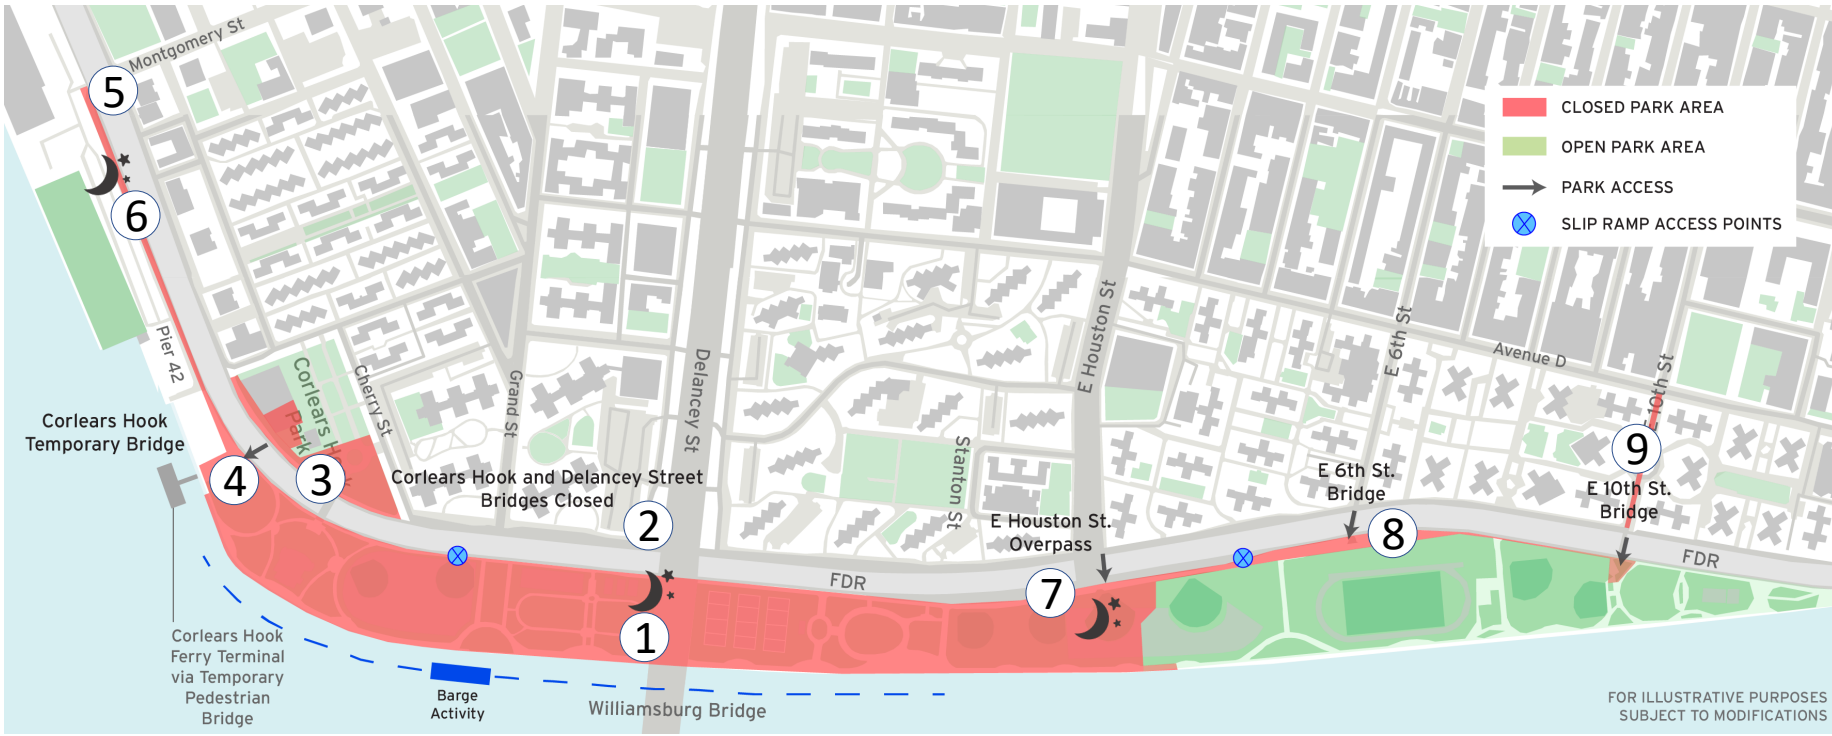 Montgomery St
5
6
Pier 42
Corlears Hook
Temporary Bridge
4
3
Corlears Hook
Park
Cherry St
Grand St
Corlears Hook and Delancey Street
Bridges Closed
2
1
Delancey St
FDR
Stanton St
E Houston St
E Houston St.
Overpass
7
E 6th St
E 6th St.
Bridge
8
Avenue D
E 10th St
9
E 10th St.
Bridge
FDR
CLOSED PARK AREA
OPEN PARK AREA
PARK ACCESS
SLIP RAMP ACCESS POINTS
Corlears Hook
Ferry Terminal
via Temporary
Pedestrian
Bridge
Barge
Activity
Williamsburg Bridge
FOR ILLUSTRATIVE PURPOSES
SUBJECT TO MODIFICATIONS